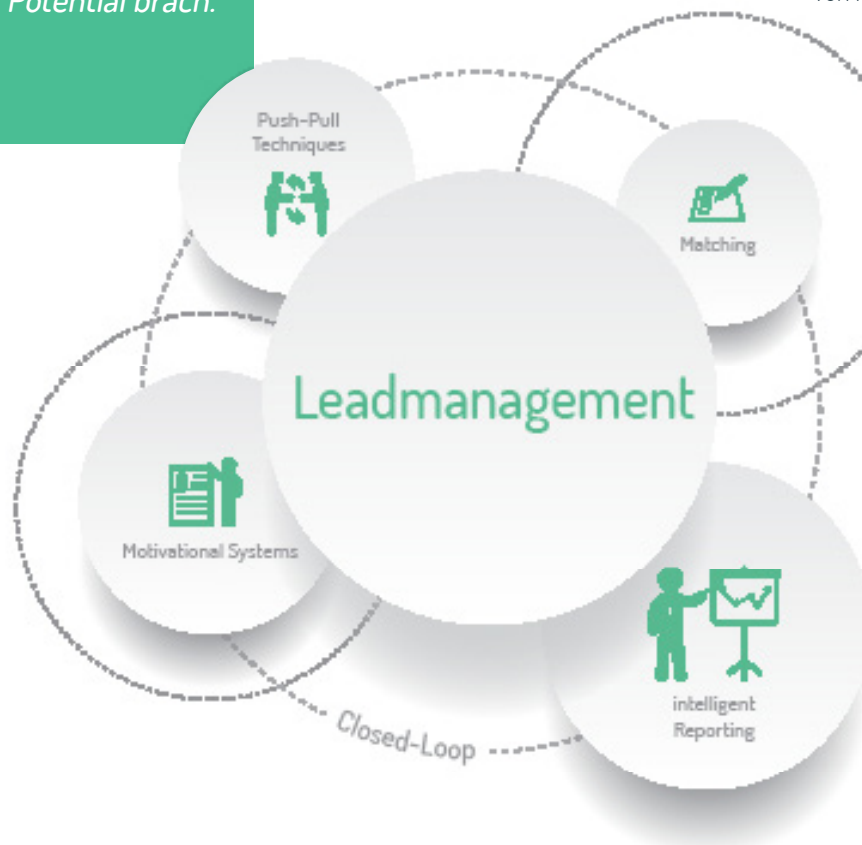 Potential brach.
Push-Pull
Techniques
Matching
Leadmanagement
Motivational Systems
intelligent
Reporting
Closed-Loop